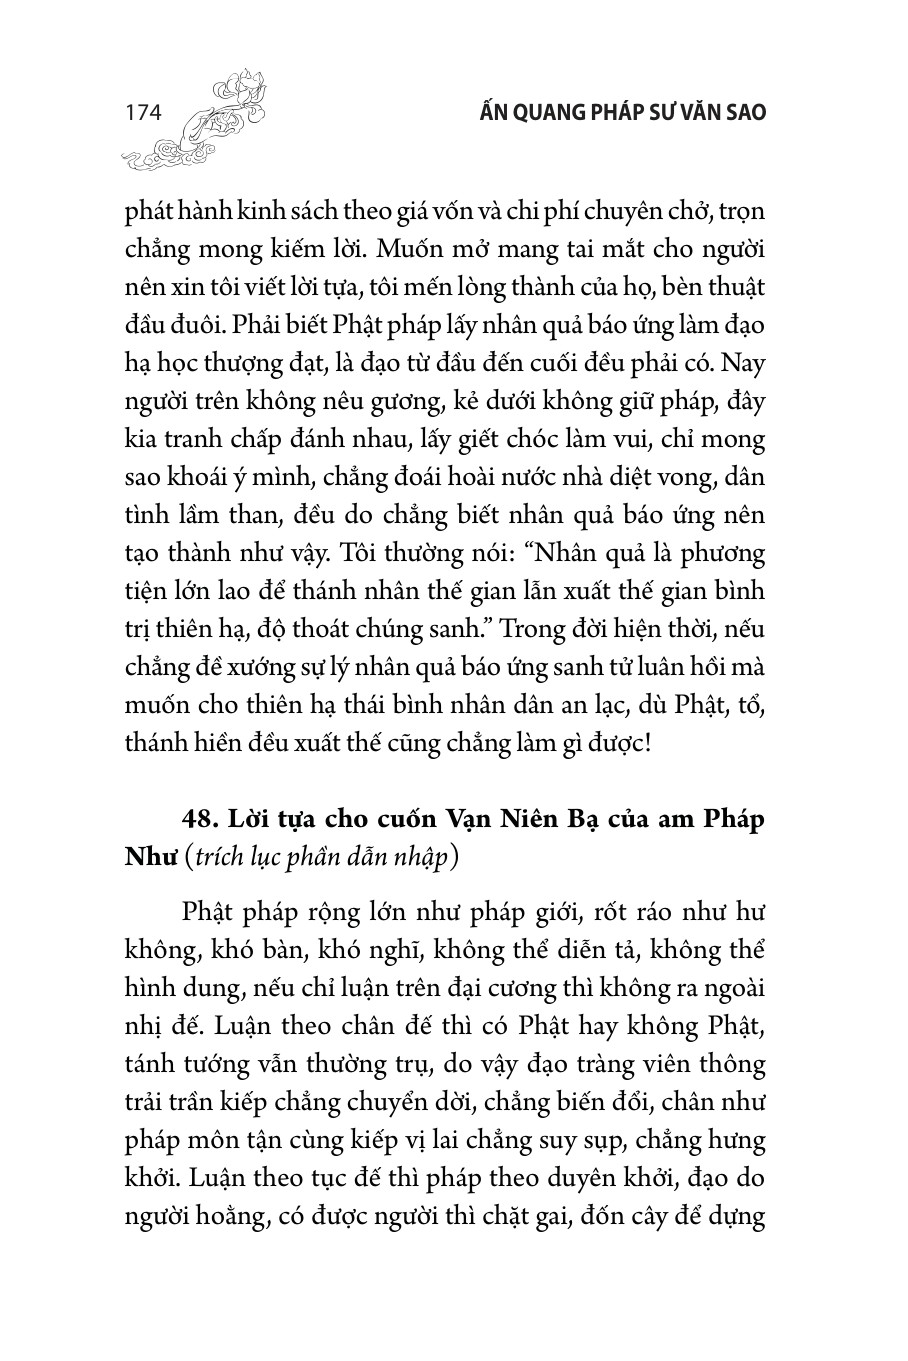 174
ẤN QUANG PHÁP SƯ VĂN SAO
phát hành kinh sách theo giá vốn và chi phí chuyên chở, trọn
chẳng mong kiếm lời. Muốn mở mang tai mắt cho người
nên xin tôi viết lời tựa, tôi mến lòng thành của họ, bèn thuật
đầu đuôi. Phải biết Phật pháp lấy nhân quả báo ứng làm đạo
hạ học thượng đạt, là đạo từ đầu đến cuối đều phải có. Nay
người trên không nêu gương, kẻ dưới không giữ pháp, đây
kia tranh chấp đánh nhau, lấy giết chóc làm vui, chỉ mong
sao khoái ý mình, chẳng đoái hoài nước nhà diệt vong, dân
tình lầm than, đều do chẳng biết nhân quả báo ứng nên
tạo thành như vậy. Tôi thường nói: “Nhân quả là phương
tiện lớn lao để thánh nhân thế gian lẫn xuất thế gian bình
trị thiên hạ, độ thoát chúng sanh.” Trong đời hiện thời, nếu
chẳng đề xướng sự lý nhân quả báo ứng sanh tử luân hồi mà
muốn cho thiên hạ thái bình nhân dân an lạc, dù Phật, tổ,
thánh hiền đều xuất thế cũng chẳng làm gì được!
48. Lời tựa cho cuốn Vạn Niên Bạ của am Pháp
Như (trích lục phần dẫn nhập)
Phật pháp rộng lớn như pháp giới, rốt ráo như hư
không, khó bàn, khó nghĩ, không thể diễn tả, không thể
hình dung, nếu chỉ luận trên đại cương thì không ra ngoài
nhị đế. Luận theo chân đế thì có Phật hay không Phật,
tánh tướng vẫn thường trụ, do vậy đạo tràng viên thông
trải trần kiếp chẳng chuyển dời, chẳng biến đổi, chân như
pháp môn tận cùng kiếp vị lai chẳng suy sụp, chẳng hưng
khởi. Luận theo tục đế thì pháp theo duyên khởi, đạo do
người hoằng, có được người thì chặt gai, đốn cây để dựng